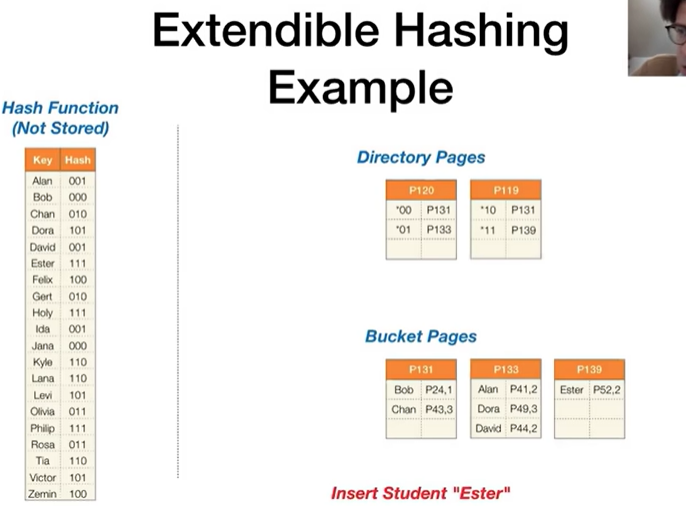 Extendible Hashing
Example
Hash Function
(Not Stored)
Key Hash
Alan 001
Bob 000
Chan 010
Dora 101
David 001
Ester 111
Felix 100
Gert 010
Holy 111
Ida 001
Jana 000
Kyle 110
Lana 110
Levi 101
Olivia 011
Philip 111
Rosa 011
Tia 110
Victor 101
Zemin 100
Directory Pages
P120 P119
*00 P131 *10 P131
*01 P133 *11 P139
Bucket Pages
P131 P133 P139
Bob P24,1 Alan P41,2 Ester P52,2
Chan P43,3 Dora P49,3
David P44,2
Insert Student "Ester"